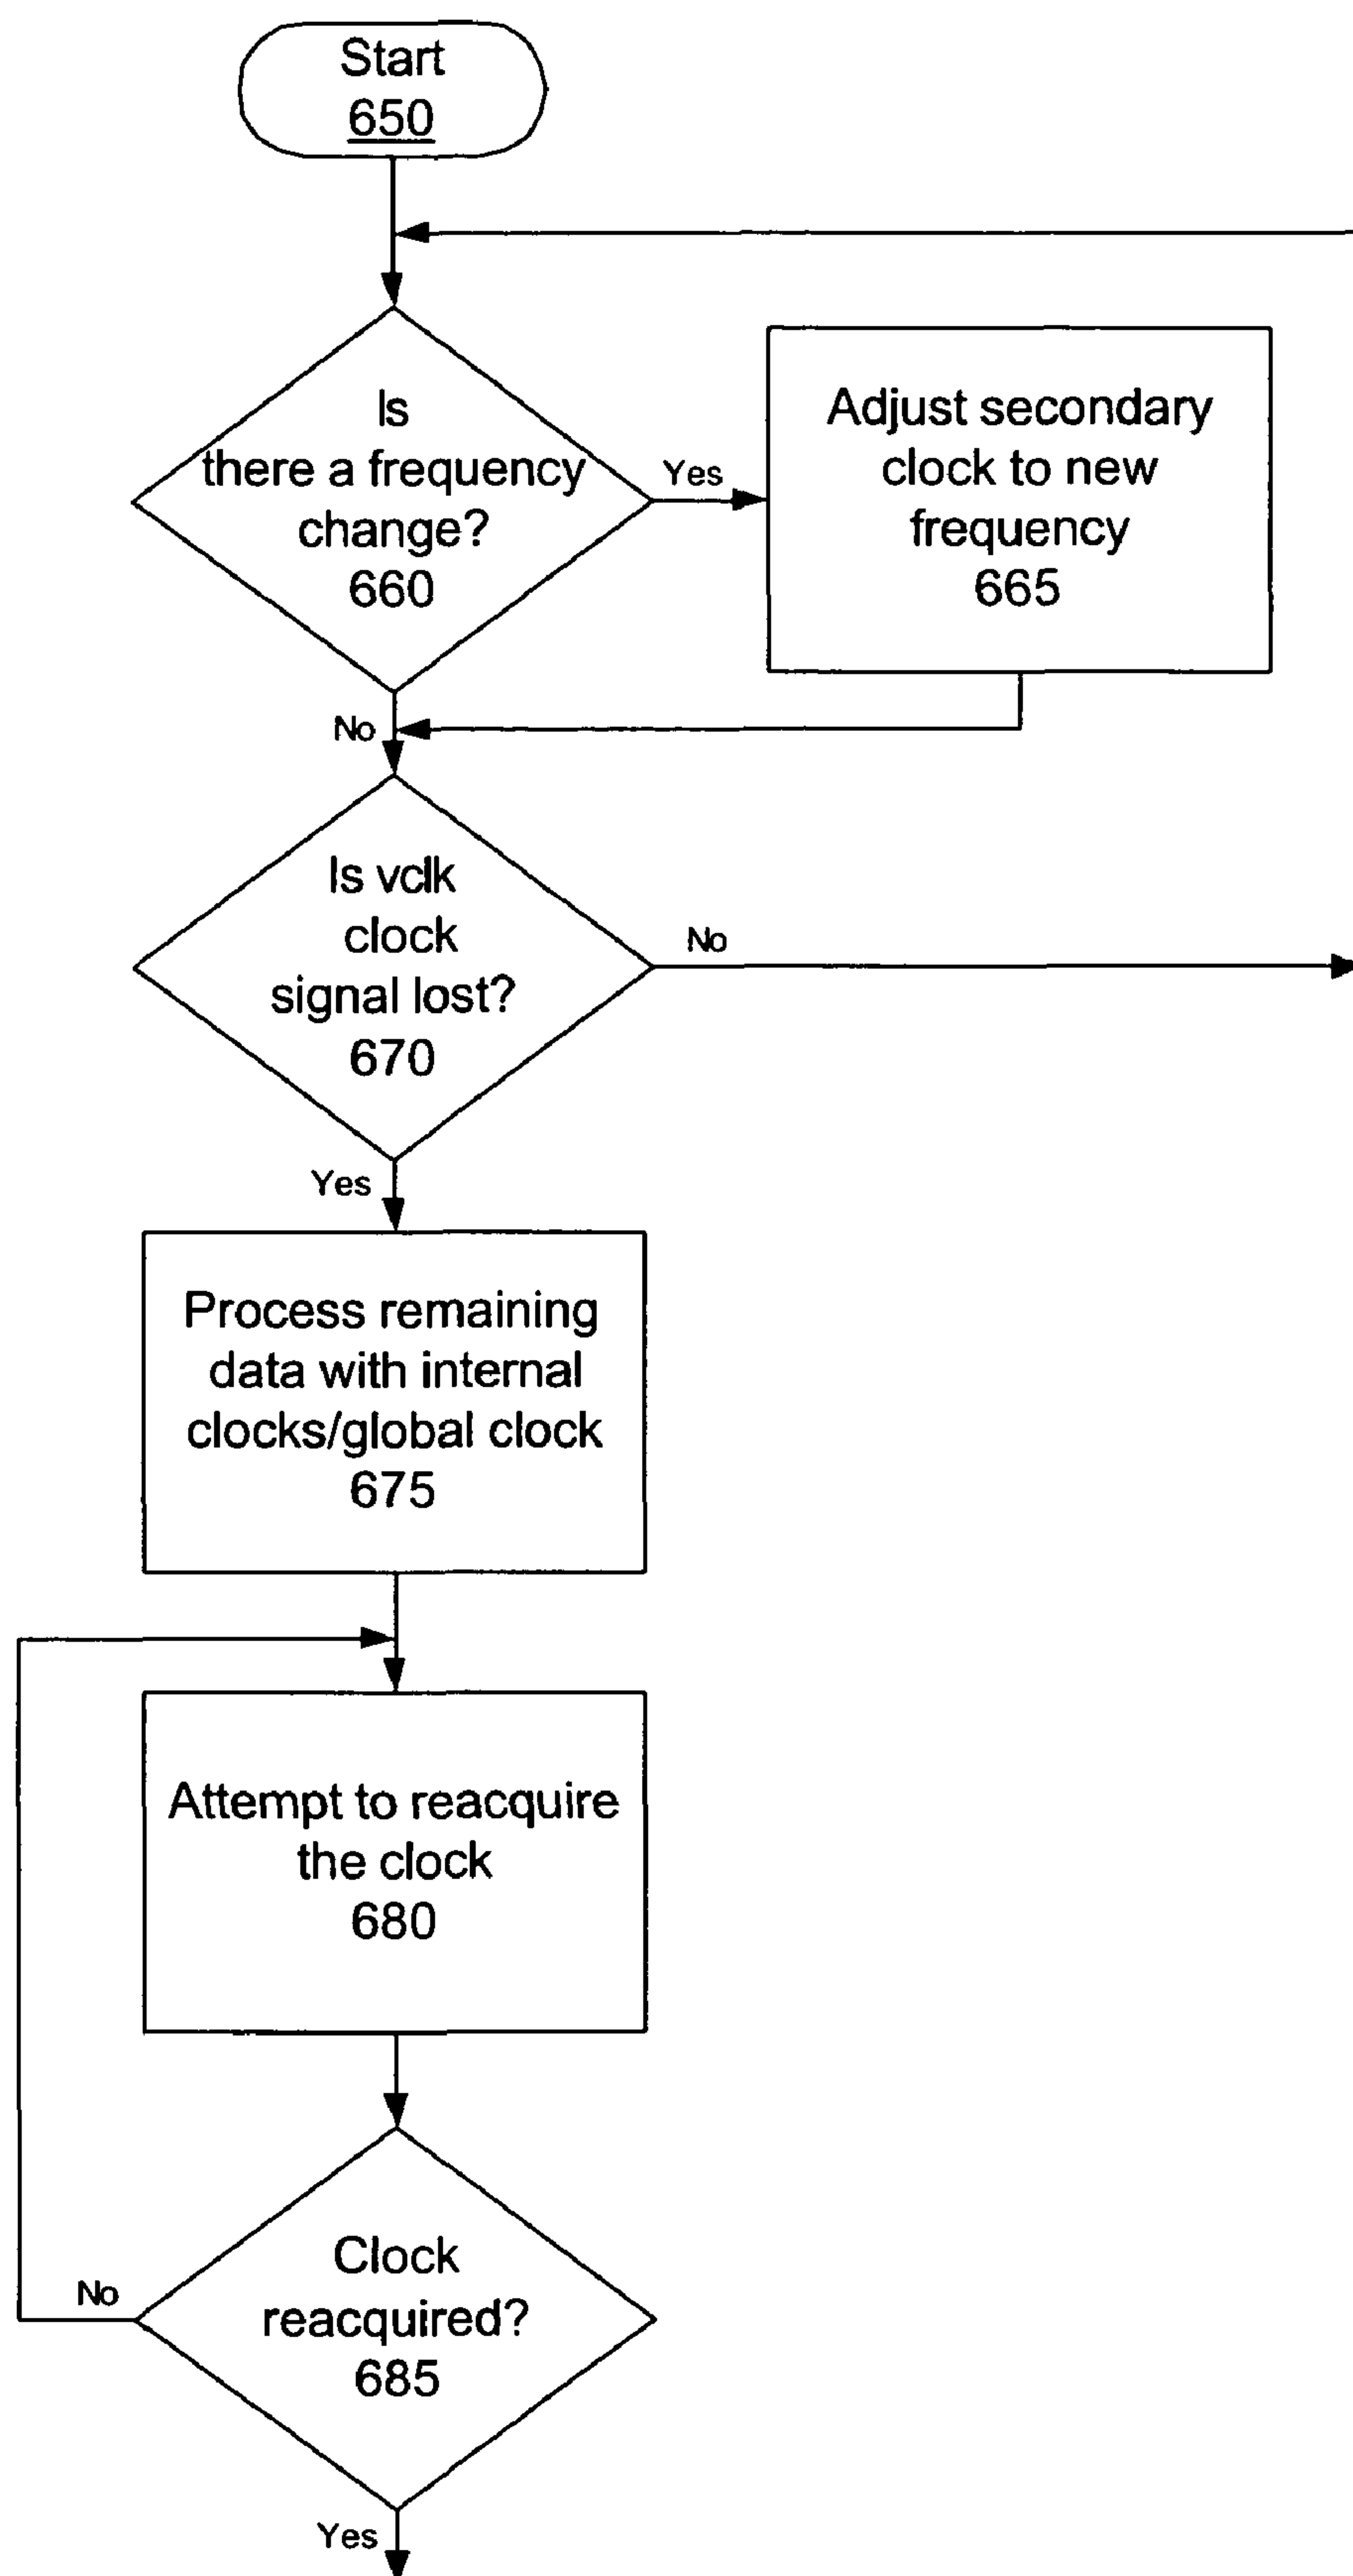 Start
650
Is
there a frequency
change?
660
Yes
Adjust secondary
clock to new
frequency
665
No
Is vclk
clock
signal lost?
670
No
Yes
Process remaining
data with internal
clocks/global clock
675
Attempt to reacquire
the clock
680
Clock
reacquired?
685
No
Yes